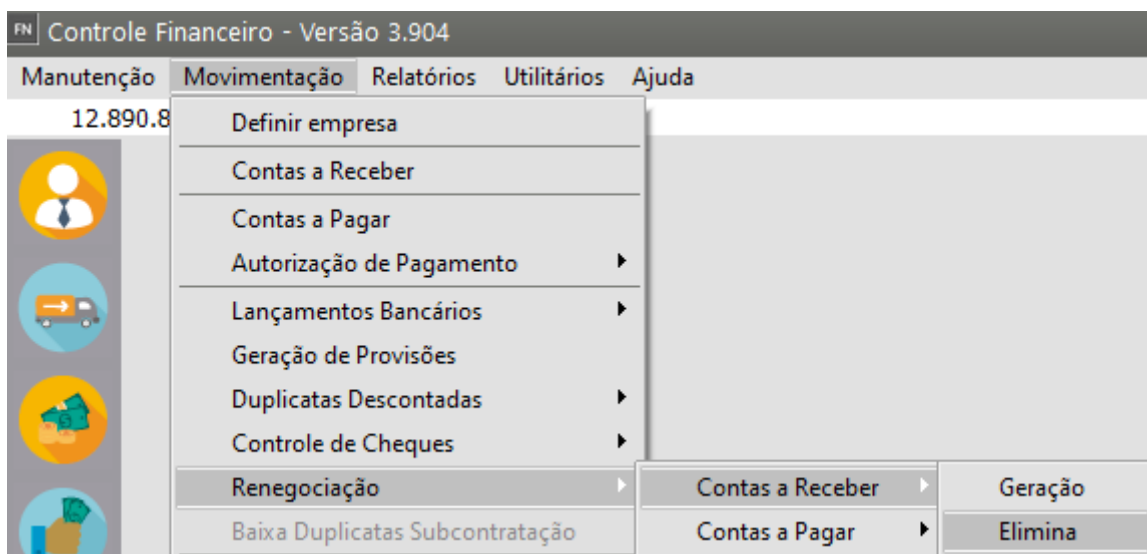 FN Controle Financeiro - Versão 3.904
Manutenção Movimentação Relatórios Utilitários Ajuda
12.890.8
Definir empresa
Contas a Receber
Contas a Pagar
Autorização de Pagamento
Lançamentos Bancários
Geração de Provisões
Duplicatas Descontadas
Controle de Cheques
Renegociação Contas a Receber Geração
Baixa Duplicatas Subcontratação Contas a Pagar Elimina